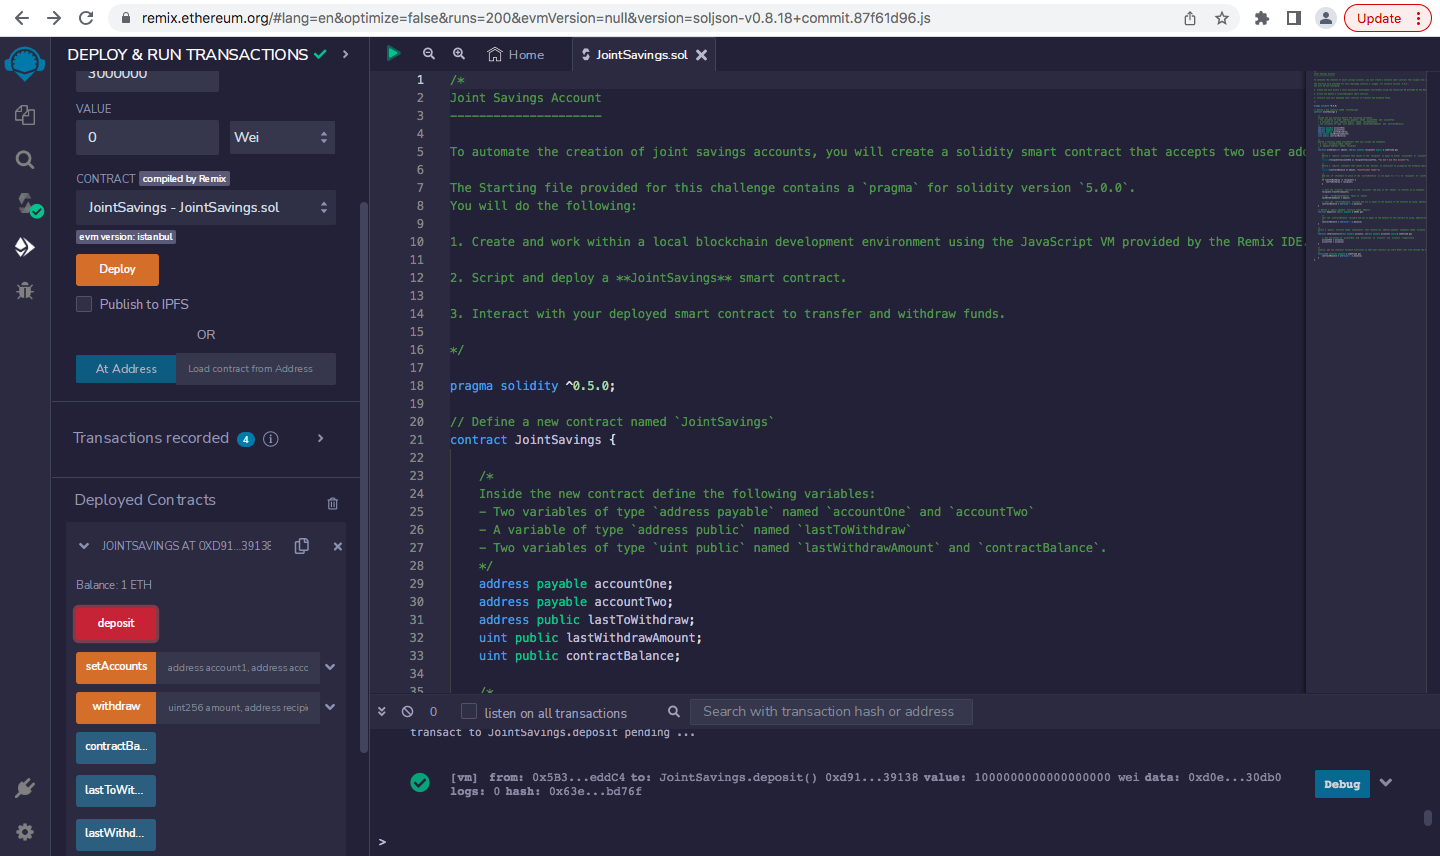 remix.ethereum.org/#lang=en&optimize=false&runs=200&evmVersion=null&version=soljson-v0.8.18+commit.87f61d96.js
Update
DEPLOY & RUN TRANSACTIONS
3000000
VALUE
0
Wei
CONTRACT compiled by Remix
JointSavings - JointSavings.sol
evm version: istanbul
Deploy
Publish to IPFS
OR
At Address
Load contract from Address
Transactions recorded 4 i
Deployed Contracts
JOINTSAVINGS AT 0XD91...39138
Balance: 1 ETH
deposit
setAccounts
address account1, address accc
withdraw
uint256 amount, address recipi
contractBa...
lastToWit...
lastWithd...
Home
JointSavings.sol
1 /*
2 Joint Savings Account
3 ---------------------
4
5 To automate the creation of joint savings accounts, you will create a solidity smart contract that accepts two user add
6
7 The Starting file provided for this challenge contains a `pragma` for solidity version `5.0.0`.
8 You will do the following:
9
10 1. Create and work within a local blockchain development environment using the JavaScript VM provided by the Remix IDE.
11
12 2. Script and deploy a **JointSavings** smart contract.
13
14 3. Interact with your deployed smart contract to transfer and withdraw funds.
15
16 */
17
18 pragma solidity ^0.5.0;
19
20 // Define a new contract named `JointSavings`
21 contract JointSavings {
22
23 /*
24 Inside the new contract define the following variables:
25 - Two variables of type `address payable` named `accountOne` and `accountTwo`
26 - A variable of type `address public` named `lastToWithdraw`
27 - Two variables of type `uint public` named `lastWithdrawAmount` and `contractBalance`.
28 */
29 address payable accountOne;
30 address payable accountTwo;
31 address public lastToWithdraw;
32 uint public lastWithdrawAmount;
33 uint public contractBalance;
34
35 /*
0
listen on all transactions
Search with transaction hash or address
transact to JointSavings.deposit pending ...
[vm] from: 0x5B3...eddC4 to: JointSavings.deposit() 0xd91...39138 value: 1000000000000000000 wei data: 0xd0e...30db0
logs: 0 hash: 0x63e...bd76f
Debug
>